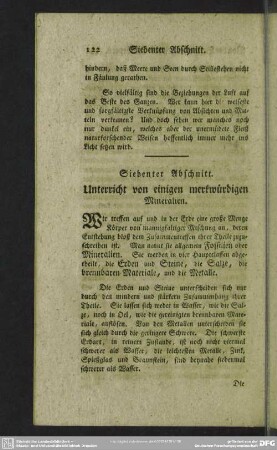 122 Siebenter Abschnitt.
hindern, daß Meere und Seen durch Stillestehen nicht
in Fäulung gerathen.
So vielfältig sind die Beziehungen der Luft auf
das Beste des Ganzen. Wer kann hier die weiseste
und sorgfältigste Verknüpfung von Absichten und Mit-
teln verkennen? Und doch sehen wir manches noch
nur dunkel ein, welches aber der unermüdete Fleiß
naturforschender Weisen hoffentlich immer mehr ins
Licht setzen wird.
Siebenter Abschnitt.
Unterricht von einigen merkwürdigen
Mineralien.
Wir treffen auf und in der Erde eine große Menge
Körper von mannigfaltiger Mischung an, deren
Entstehung bloß dem Zusammentreffen ihrer Theile zuzu-
schreiben ist. Man nennt sie allgemein Fossilien oder
Mineralien. Sie werden in vier Hauptclassen abge-
theilt, die Erden und Steine, die Salze, die
brennbaren Materiale, und die Metalle.
Die Erden und Steine unterscheiden sich nur
durch den mindern und stärkern Zusammenhang ihrer
Theile. Sie lassen sich weder in Wasser, wie die Sal-
ze, noch in Oel, wie die gereinigten brennbaren Mate-
riale, auflösen. Von den Metallen unterscheiden sie
sich gleich durch die geringere Schwere. Die schwerste
Erdart, in reinem Zustande, ist noch nicht viermal
schwerer als Wasser; die leichtesten Metalle, Zink,
Spießglas und Braunstein, sind beynahe siebenmal
schwerer als Wasser.
Die